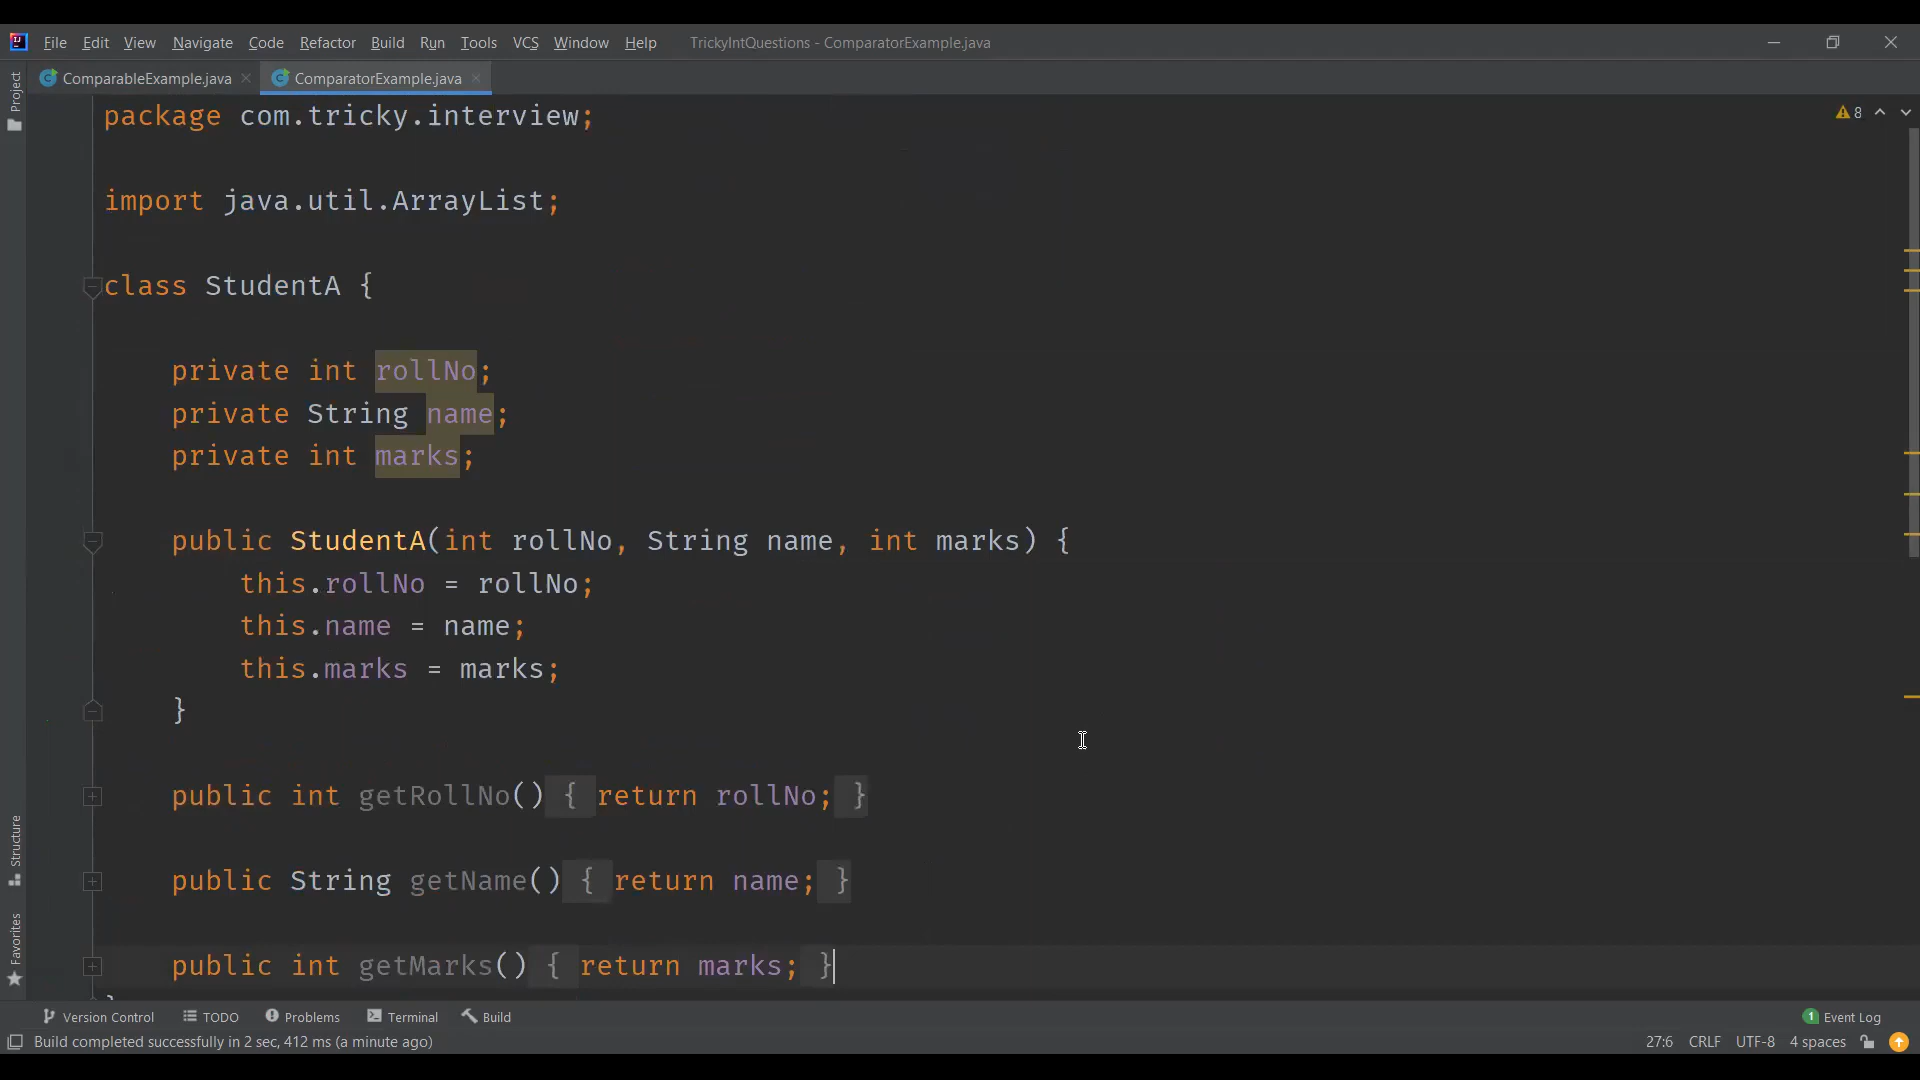 File Edit View Navigate Code Refactor Build Run Tools VCS Window Help TrickyIntQuestions - ComparatorExample.java
ComparableExample.java ComparatorExample.java
Project
package com.tricky.interview;
8
import java.util.ArrayList;
class StudentA {
private int rollNo;
private String name;
private int marks;
public StudentA(int rollNo, String name, int marks) {
this.rollNo = rollNo;
this.name = name;
this.marks = marks;
}
public int getRollNo() { return rollNo; }
public String getName() { return name; }
public int getMarks() { return marks; }
Structure
Favorites
Version Control TODO Problems Terminal Build 1 Event Log
Build completed successfully in 2 sec, 412 ms (a minute ago) 27:6 CRLF UTF-8 4 spaces